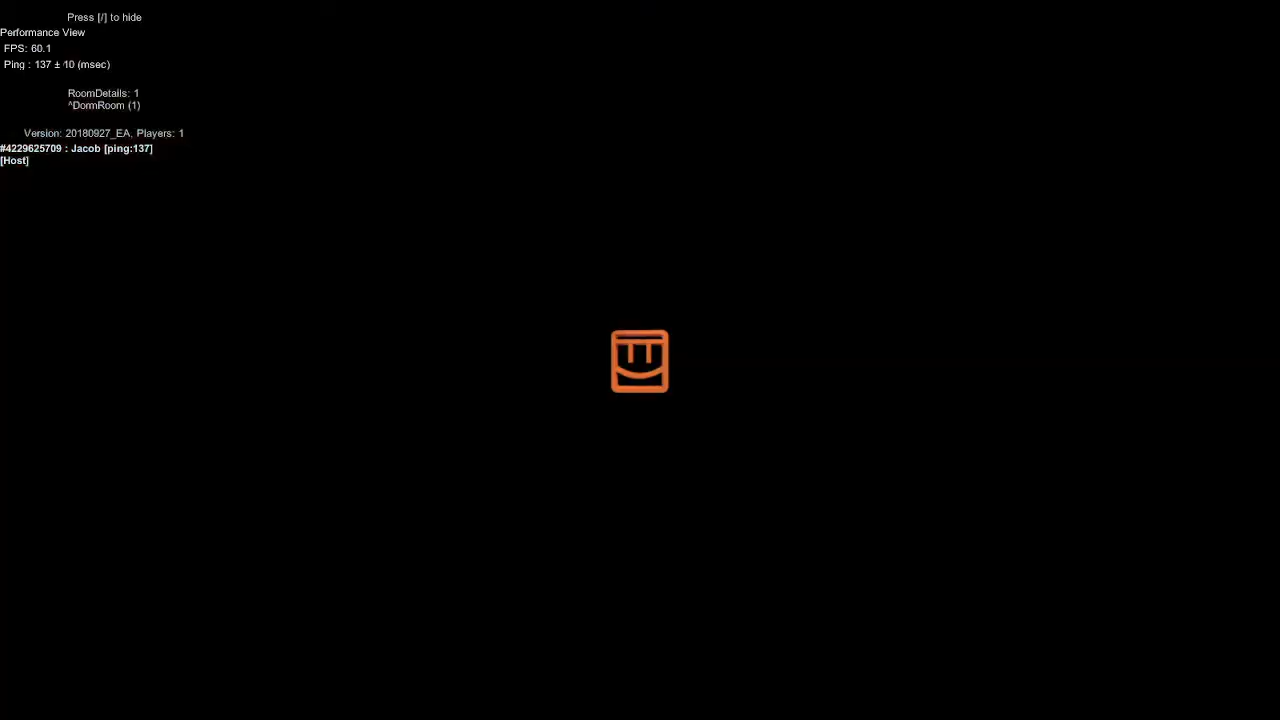 Press [/] to hide
Performance View
FPS: 60.1
Ping : 137 ± 10 (msec)
RoomDetails: 1
^DormRoom (1)
Version: 20180927_EA, Players: 1
#4229625709 : Jacob [ping:137]
[Host]